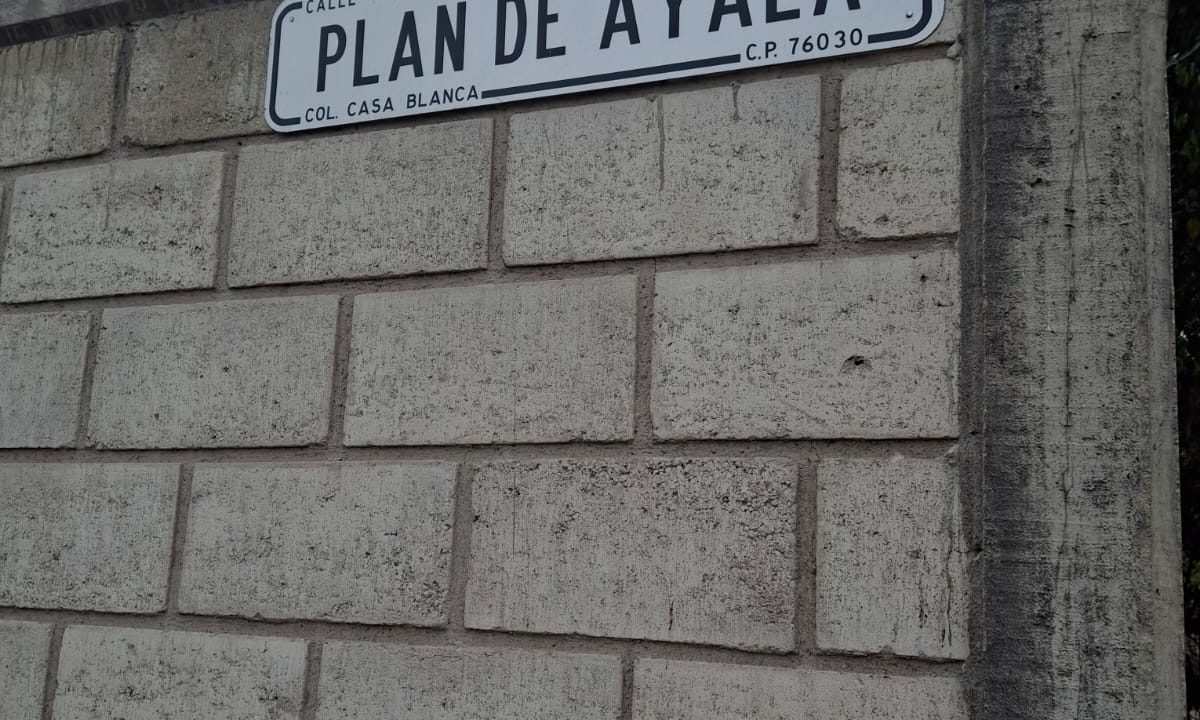 CALLE
PLAN DE AYALA
COL. CASA BLANCA C.P. 76030